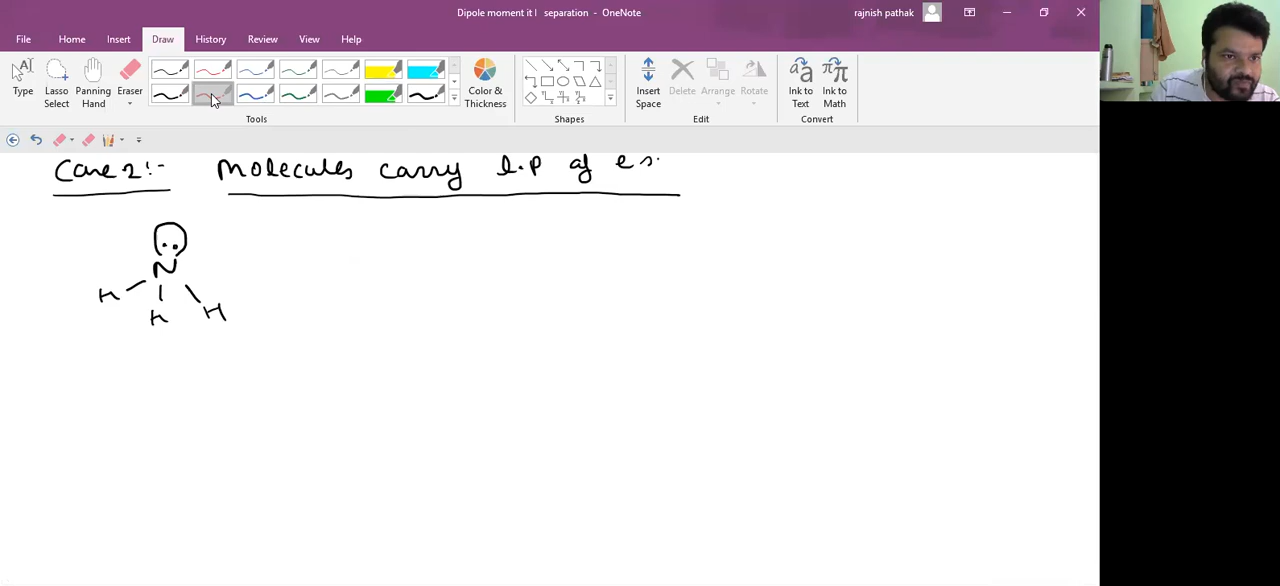 Dipole moment it l separation - OneNote
rajnish pathak
File Home Insert Draw History Review View Help
Type
Lasso Select
Panning Hand
Eraser
Color & Thickness
Insert Space
Delete
Arrange
Rotate
Ink to Text
Ink to Math
Tools
Shapes
Edit
Convert
Case 2:- Molecules carry l.p of es.
N
H H H